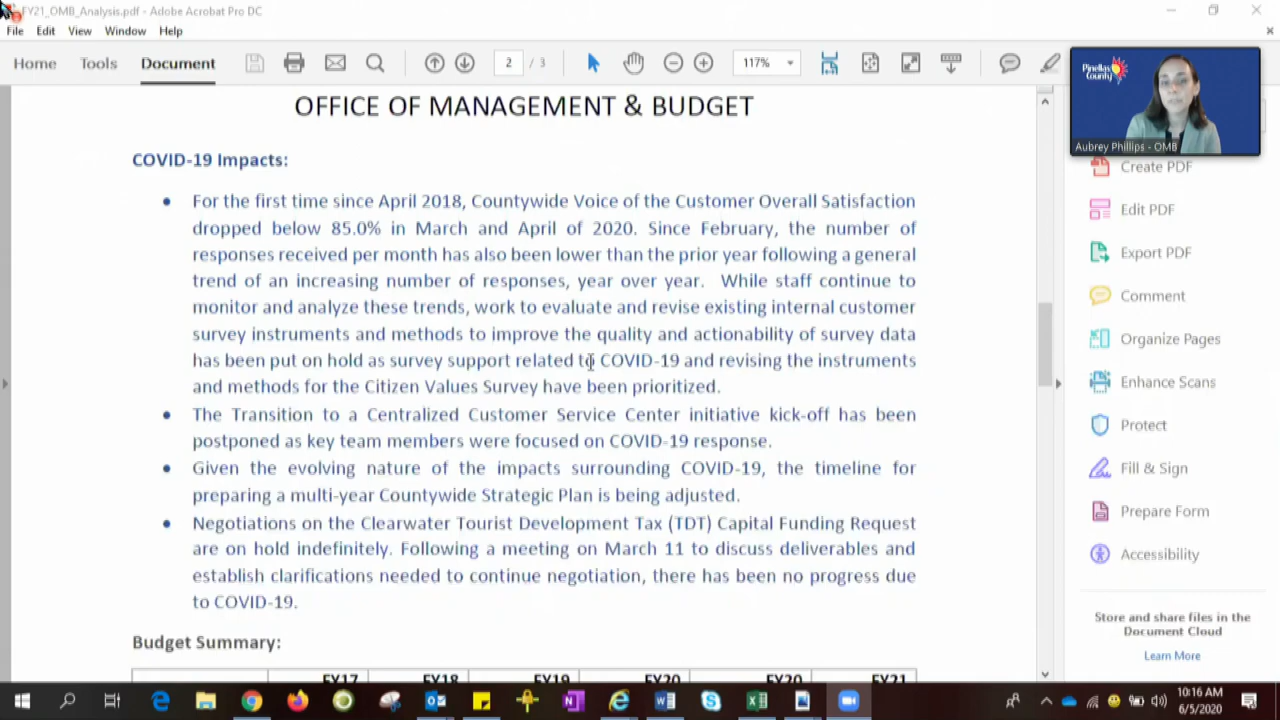 FY21_OMB_Analysis.pdf - Adobe Acrobat Pro DC
File Edit View Window Help
Home Tools Document 2 / 3 117%
OFFICE OF MANAGEMENT & BUDGET
Pinellas County
Aubrey Phillips - OMB
COVID-19 Impacts:
• For the first time since April 2018, Countywide Voice of the Customer Overall Satisfaction
dropped below 85.0% in March and April of 2020. Since February, the number of
responses received per month has also been lower than the prior year following a general
trend of an increasing number of responses, year over year. While staff continue to
monitor and analyze these trends, work to evaluate and revise existing internal customer
survey instruments and methods to improve the quality and actionability of survey data
has been put on hold as survey support related to COVID-19 and revising the instruments
and methods for the Citizen Values Survey have been prioritized.
• The Transition to a Centralized Customer Service Center initiative kick-off has been
postponed as key team members were focused on COVID-19 response.
• Given the evolving nature of the impacts surrounding COVID-19, the timeline for
preparing a multi-year Countywide Strategic Plan is being adjusted.
• Negotiations on the Clearwater Tourist Development Tax (TDT) Capital Funding Request
are on hold indefinitely. Following a meeting on March 11 to discuss deliverables and
establish clarifications needed to continue negotiation, there has been no progress due
to COVID-19.
Budget Summary:
FY17 FY18 FY19 FY20 FY20 FY21
Create PDF
Edit PDF
Export PDF
Comment
Organize Pages
Enhance Scans
Protect
Fill & Sign
Prepare Form
Accessibility
Store and share files in the
Document Cloud
Learn More
10:16 AM
6/5/2020